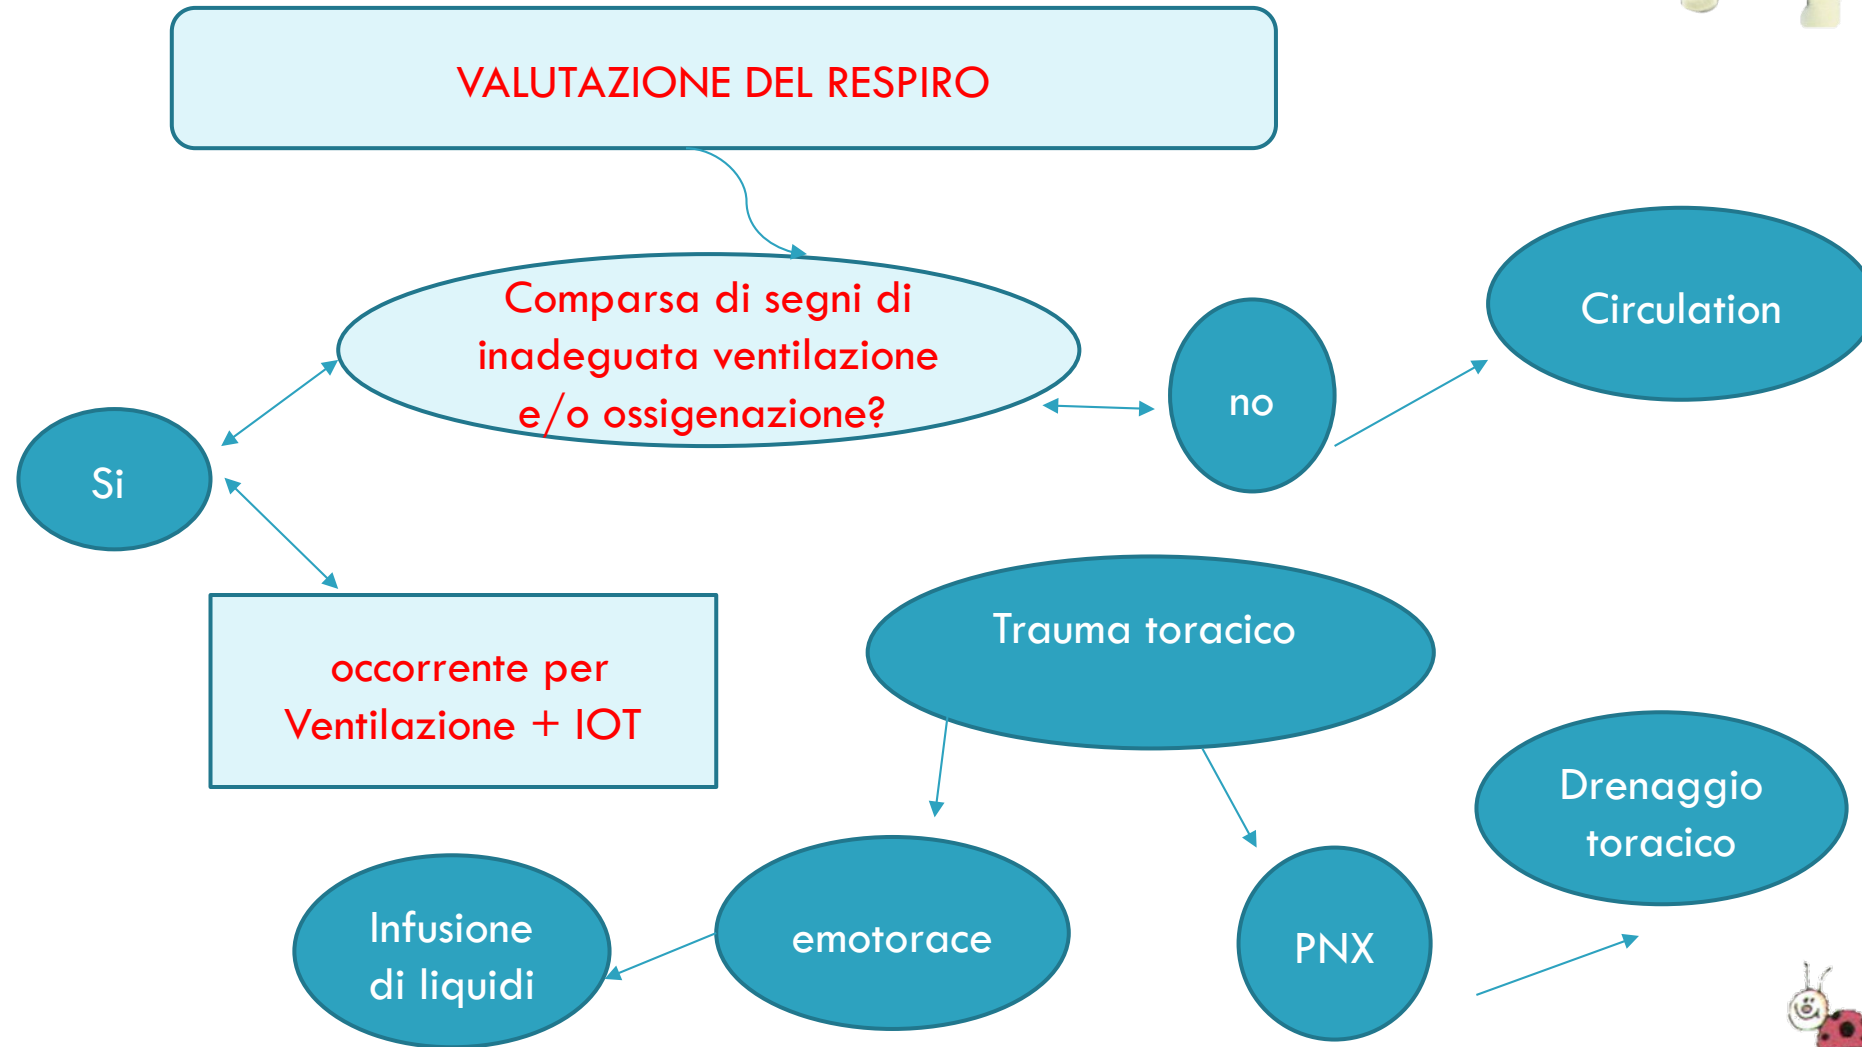 VALUTAZIONE DEL RESPIRO
Comparsa di segni di
inadeguata ventilazione
e/o ossigenazione?
Circulation
no
Si
occorrente per
Ventilazione + IOT
Trauma toracico
Drenaggio
toracico
Infusione
di liquidi
emotorace
PNX